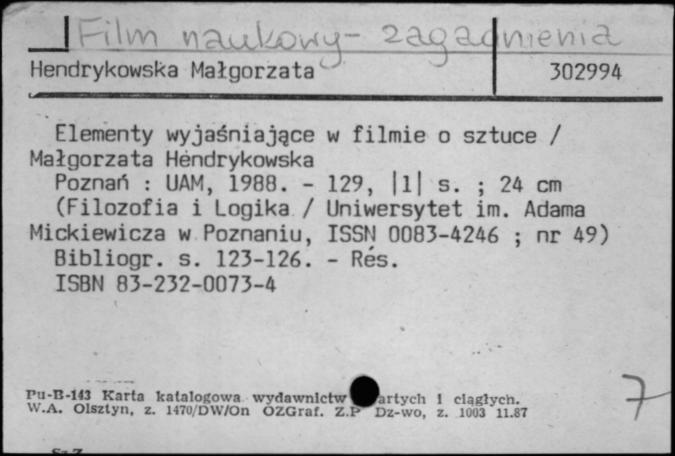 Film naukowy - zagadnienia
Hendrykowska Małgorzata 302994
Elementy wyjaśniające w filmie o sztuce /
Małgorzata Hendrykowska
Poznań : UAM, 1988. - 129, |1| s. ; 24 cm
(Filozofia i Logika / Uniwersytet im. Adama
Mickiewicza w Poznaniu, ISSN 0083-4246 ; nr 49)
Bibliogr. s. 123-126. - Rés.
ISBN 83-232-0073-4
7
Pu-B-143 Karta katalogowa wydawnictw artych i ciągłych.
W.A. Olsztyn, z. 1470/DW/On OZGraf. Z.P Dz-wo, z. 1003 11.87